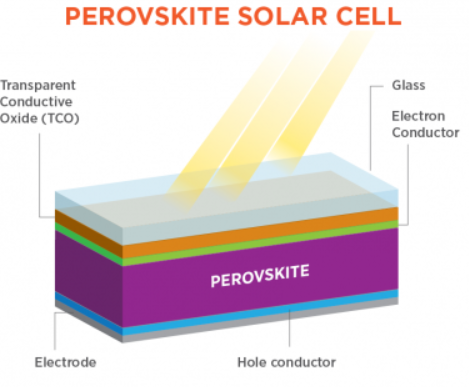 PEROVSKITE SOLAR CELL
Transparent
Conductive
Oxide (TCO)
Glass
Electron
Conductor
PEROVSKITE
Electrode
Hole conductor